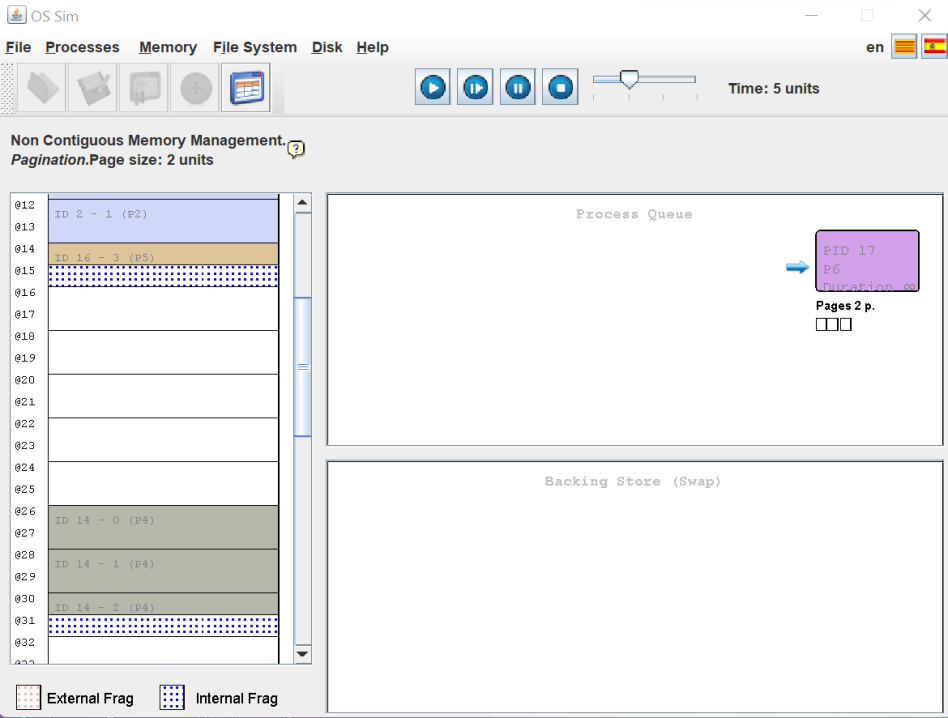 OS Sim
File Processes Memory File System Disk Help en
Time: 5 units
Non Contiguous Memory Management.
?
Pagination.Page size: 2 units
Process Queue
PID 17
P6
Duration ∞
Pages 2 p.
@12
ID 2 - 1 (P2)
@13
@14
ID 16 - 3 (P5)
@15
@16
@17
@18
@19
@20
@21
@22
@23
@24
@25
@26
ID 14 - 0 (P4)
@27
@28
ID 14 - 1 (P4)
@29
@30
ID 14 - 2 (P4)
@31
@32
Backing Store (Swap)
External Frag Internal Frag